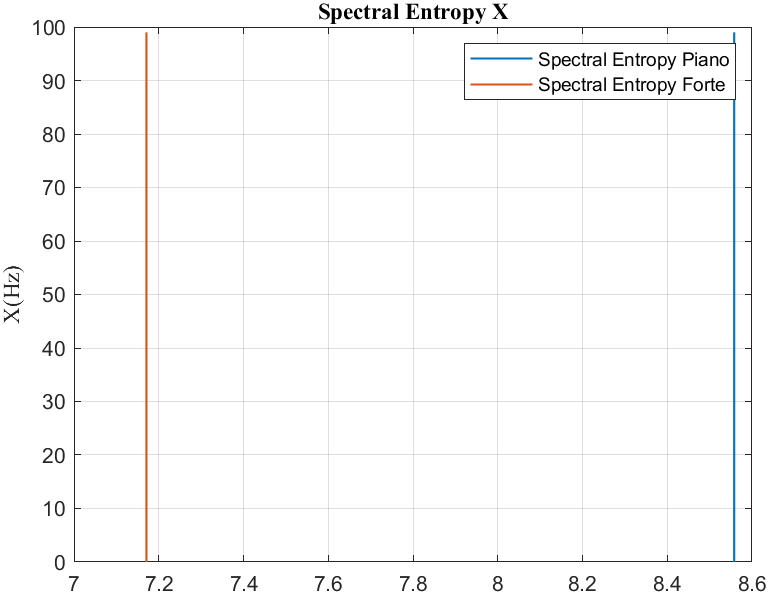 Spectral Entropy X
100
90
80
70
60
50
40
30
20
10
0
X(Hz)
Spectral Entropy Piano
Spectral Entropy Forte
7 7.2 7.4 7.6 7.8 8 8.2 8.4 8.6